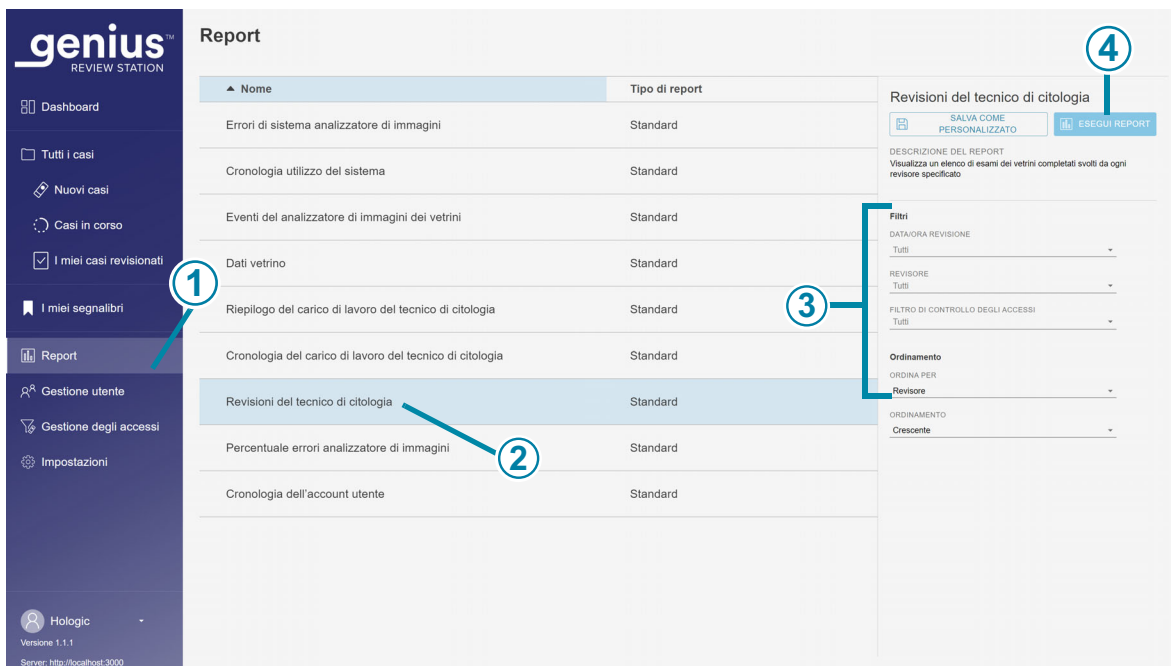 genius™
REVIEW STATION
Dashboard
Tutti i casi
Nuovi casi
Casi in corso
I miei casi revisionati
I miei segnalibri
Report
Gestione utente
Gestione degli accessi
Impostazioni
Hologic
Versione 1.1.1
Server: http://localhost:3000
Report
Nome Tipo di report
Errori di sistema analizzatore di immagini Standard
Cronologia utilizzo del sistema Standard
Eventi del analizzatore di immagini dei vetrini Standard
Dati vetrino Standard
Riepilogo del carico di lavoro del tecnico di citologia Standard
Cronologia del carico di lavoro del tecnico di citologia Standard
Revisioni del tecnico di citologia Standard
Percentuale errori analizzatore di immagini Standard
Cronologia dell'account utente Standard
1
2
3
4
Revisioni del tecnico di citologia
SALVA COME
PERSONALIZZATO
ESEGUI REPORT
DESCRIZIONE DEL REPORT
Visualizza un elenco di esami dei vetrini completati svolti da ogni
revisore specificato
Filtri
DATA/ORA REVISIONE
Tutti
REVISORE
Tutti
FILTRO DI CONTROLLO DEGLI ACCESSI
Tutti
Ordinamento
ORDINA PER
Revisore
ORDINAMENTO
Crescente